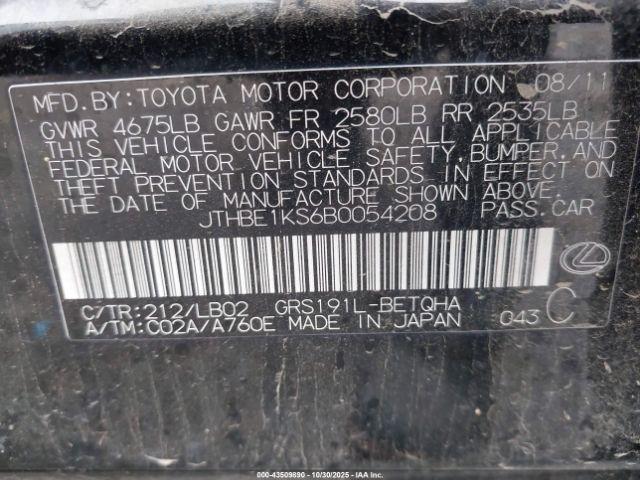 MFD.BY:TOYOTA MOTOR CORPORATION 08/11
GVWR 4675LB GAWR FR 2580LB RR 2535LB
THIS VEHICLE CONFORMS TO ALL APPLICABLE
FEDERAL MOTOR VEHICLE SAFETY,BUMPER,AND
THEFT PREVENTION STANDARDS IN EFFECT ON
THE DATE OF MANUFACTURE SHOWN ABOVE.
JTHBE1KS6B0054208 PASS.CAR
C/TR:212/LB02 GRS191L-BETQHA
A/TM:C02A/A760E MADE IN JAPAN 043 C
000-43509890 - 10/30/2025 - IAA Inc.